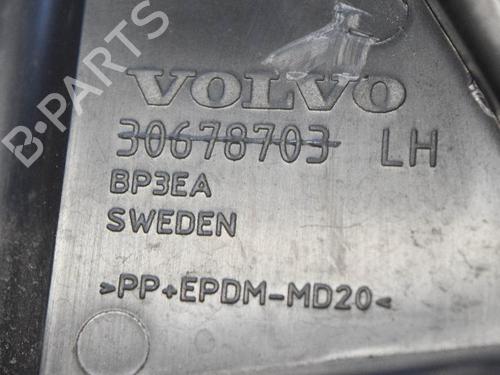 B-PARTS
VOLVO
30678703 LH
BP3EA
SWEDEN
>PP+EPDM-MD20<